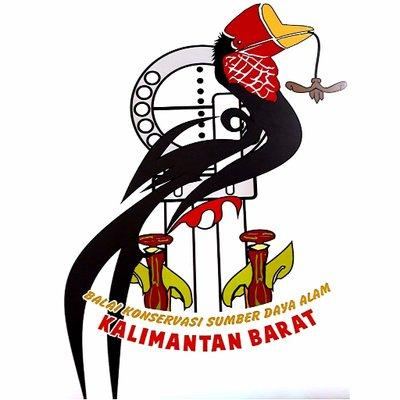 BALAI KONSERVASI SUMBER DAYA ALAM
KALIMANTAN BARAT